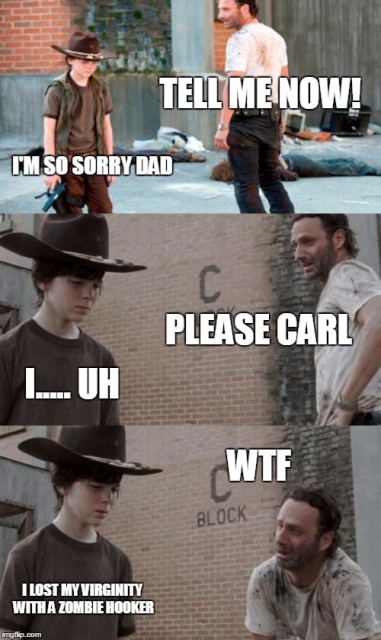 TELL ME NOW!
I'M SO SORRY DAD
C
PLEASE CARL
I..... UH
WTF
C
BLOCK
I LOST MY VIRGINITY
WITH A ZOMBIE HOOKER
imgflip.com